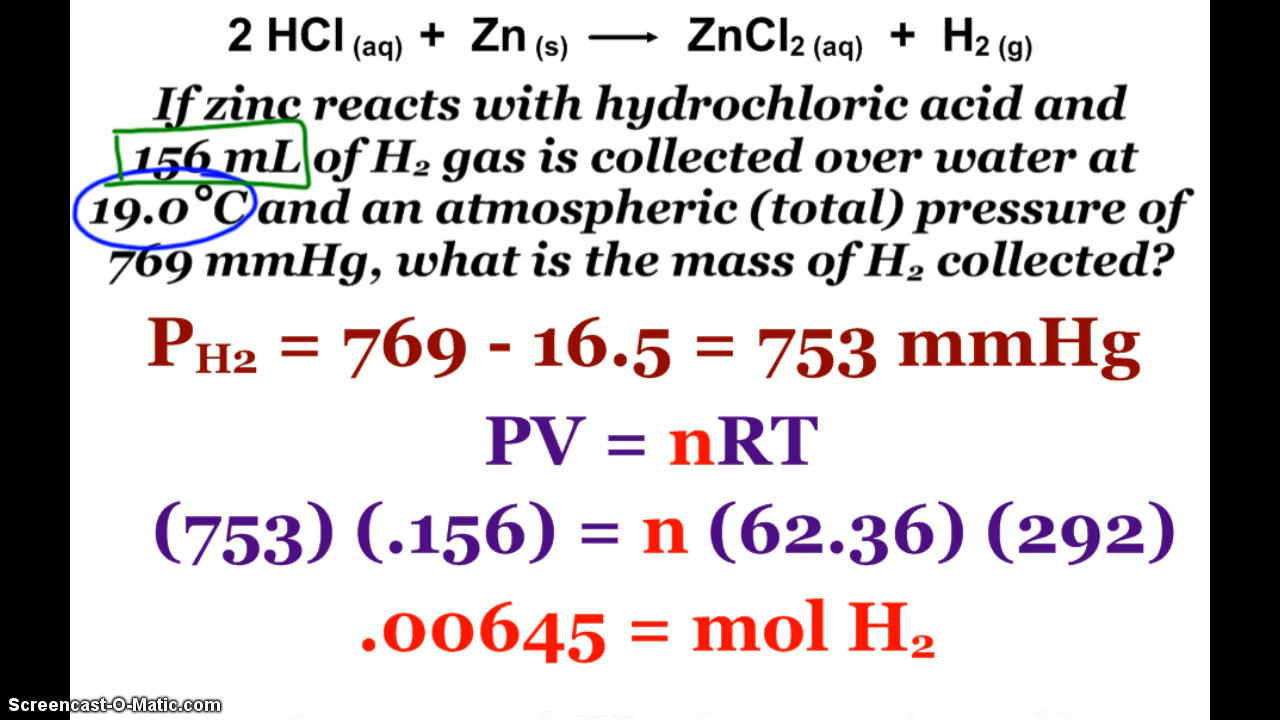 2 HCl (aq) + Zn (s) ⟶ ZnCl₂ (aq) + H₂ (g)
If zinc reacts with hydrochloric acid and
156 mL of H₂ gas is collected over water at
19.0°C and an atmospheric (total) pressure of
769 mmHg, what is the mass of H₂ collected?
P_H2 = 769 - 16.5 = 753 mmHg
PV = nRT
(753) (.156) = n (62.36) (292)
.00645 = mol H₂
Screencast-O-Matic.com